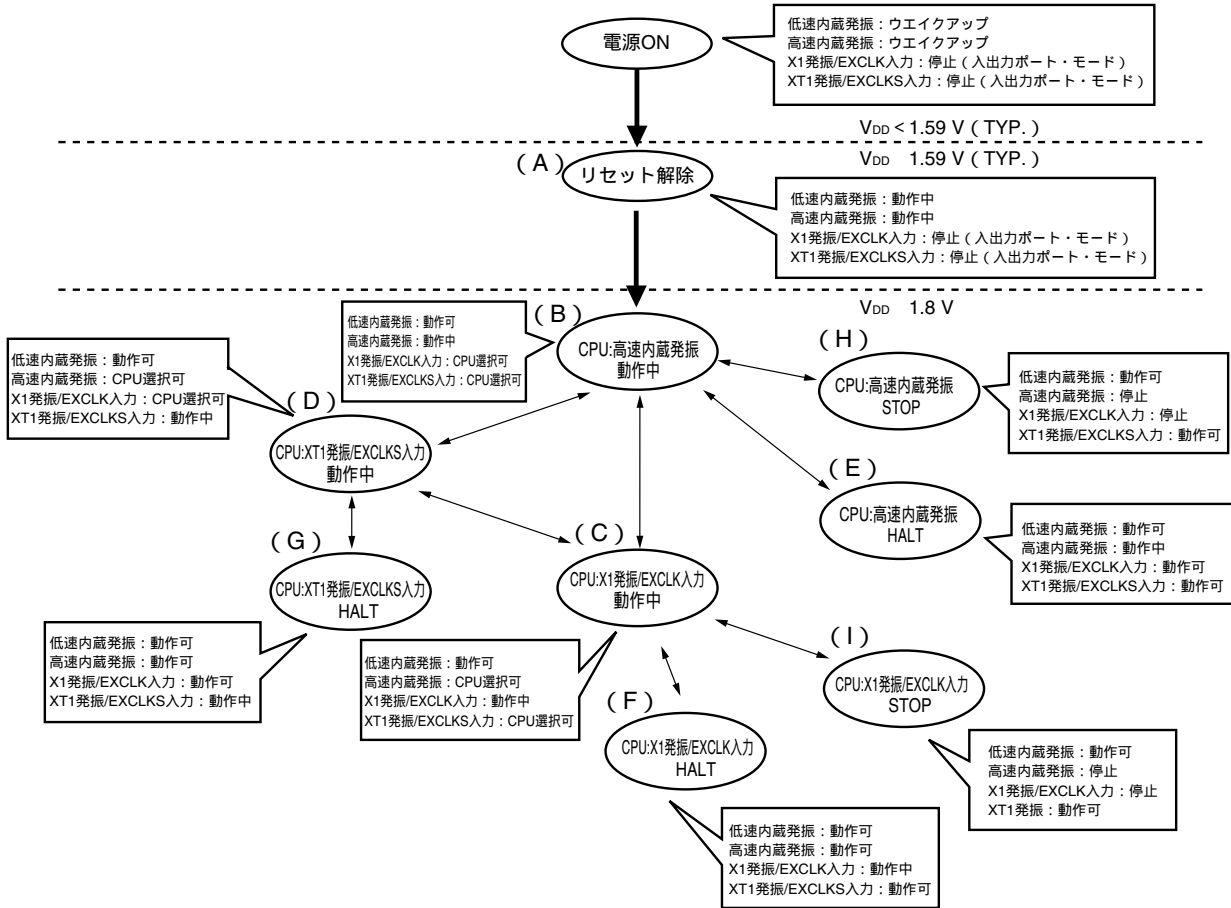 電源ON
低速内蔵発振：ウエイクアップ
高速内蔵発振：ウエイクアップ
X1発振/EXCLK入力：停止（入出力ポート・モード）
XT1発振/EXCLKS入力：停止（入出力ポート・モード）
VDD < 1.59 V（TYP.）
VDD 1.59 V（TYP.）
（A）
リセット解除
低速内蔵発振：動作中
高速内蔵発振：動作中
X1発振/EXCLK入力：停止（入出力ポート・モード）
XT1発振/EXCLKS入力：停止（入出力ポート・モード）
VDD 1.8 V
（B）
CPU:高速内蔵発振
動作中
低速内蔵発振：動作可
高速内蔵発振：動作中
X1発振/EXCLK入力：CPU選択可
XT1発振/EXCLKS入力：CPU選択可
（H）
CPU:高速内蔵発振
STOP
低速内蔵発振：動作可
高速内蔵発振：停止
X1発振/EXCLK入力：停止
XT1発振/EXCLKS入力：動作可
低速内蔵発振：動作可
高速内蔵発振：CPU選択可
X1発振/EXCLK入力：CPU選択可
XT1発振/EXCLKS入力：動作中
（D）
CPU:XT1発振/EXCLKS入力
動作中
（E）
CPU:高速内蔵発振
HALT
低速内蔵発振：動作可
高速内蔵発振：動作中
X1発振/EXCLK入力：動作可
XT1発振/EXCLKS入力：動作可
（G）
CPU:XT1発振/EXCLKS入力
HALT
低速内蔵発振：動作可
高速内蔵発振：動作可
X1発振/EXCLK入力：動作可
XT1発振/EXCLKS入力：動作中
（C）
CPU:X1発振/EXCLK入力
動作中
低速内蔵発振：動作可
高速内蔵発振：CPU選択可
X1発振/EXCLK入力：動作中
XT1発振/EXCLKS入力：CPU選択可
（I）
CPU:X1発振/EXCLK入力
STOP
低速内蔵発振：動作可
高速内蔵発振：停止
X1発振/EXCLK入力：停止
XT1発振：動作可
（F）
CPU:X1発振/EXCLK入力
HALT
低速内蔵発振：動作可
高速内蔵発振：動作可
X1発振/EXCLK入力：動作中
XT1発振/EXCLKS入力：動作可